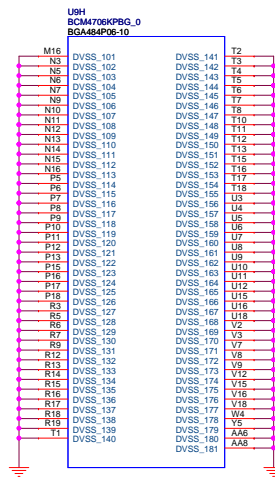 U9H
BCM4706KPBG_0
BGA484P06-10
M16 DVSS_101 DVSS_141 T2
N3 DVSS_102 DVSS_142 T3
N5 DVSS_103 DVSS_143 T4
N6 DVSS_104 DVSS_144 T5
N7 DVSS_105 DVSS_145 T6
N9 DVSS_106 DVSS_146 T7
N10 DVSS_107 DVSS_147 T8
N11 DVSS_108 DVSS_148 T10
N12 DVSS_109 DVSS_149 T11
N13 DVSS_110 DVSS_150 T12
N14 DVSS_111 DVSS_151 T13
N15 DVSS_112 DVSS_152 T15
N16 DVSS_113 DVSS_153 T16
P5 DVSS_114 DVSS_154 T17
P6 DVSS_115 DVSS_155 T18
P7 DVSS_116 DVSS_156 U3
P8 DVSS_117 DVSS_157 U4
P9 DVSS_118 DVSS_158 U5
P10 DVSS_119 DVSS_159 U6
P11 DVSS_120 DVSS_160 U7
P12 DVSS_121 DVSS_161 U8
P13 DVSS_122 DVSS_162 U9
P15 DVSS_123 DVSS_163 U10
P16 DVSS_124 DVSS_164 U11
P17 DVSS_125 DVSS_165 U12
P18 DVSS_126 DVSS_166 U15
R3 DVSS_127 DVSS_167 U16
R5 DVSS_128 DVSS_168 U18
R6 DVSS_129 DVSS_169 V2
R7 DVSS_130 DVSS_170 V3
R9 DVSS_131 DVSS_171 V7
R12 DVSS_132 DVSS_172 V8
R13 DVSS_133 DVSS_173 V9
R14 DVSS_134 DVSS_174 V12
R15 DVSS_135 DVSS_175 V15
R16 DVSS_136 DVSS_176 V16
R17 DVSS_137 DVSS_177 V18
R18 DVSS_138 DVSS_178 W4
R19 DVSS_139 DVSS_179 Y5
T1 DVSS_140 DVSS_180 AA6
DVSS_181 AA8